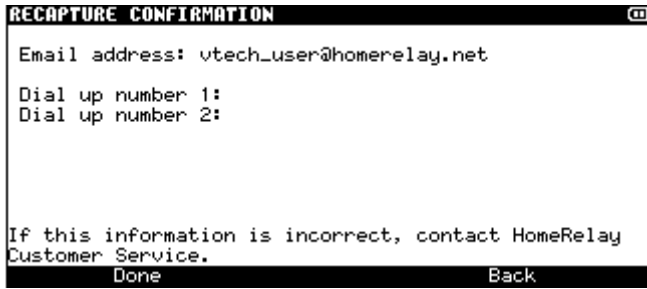 RECAPTURE CONFIRMATION
Email address: vtech_user@homerelay.net
Dial up number 1:
Dial up number 2:
If this information is incorrect, contact HomeRelay
Customer Service.
Done Back